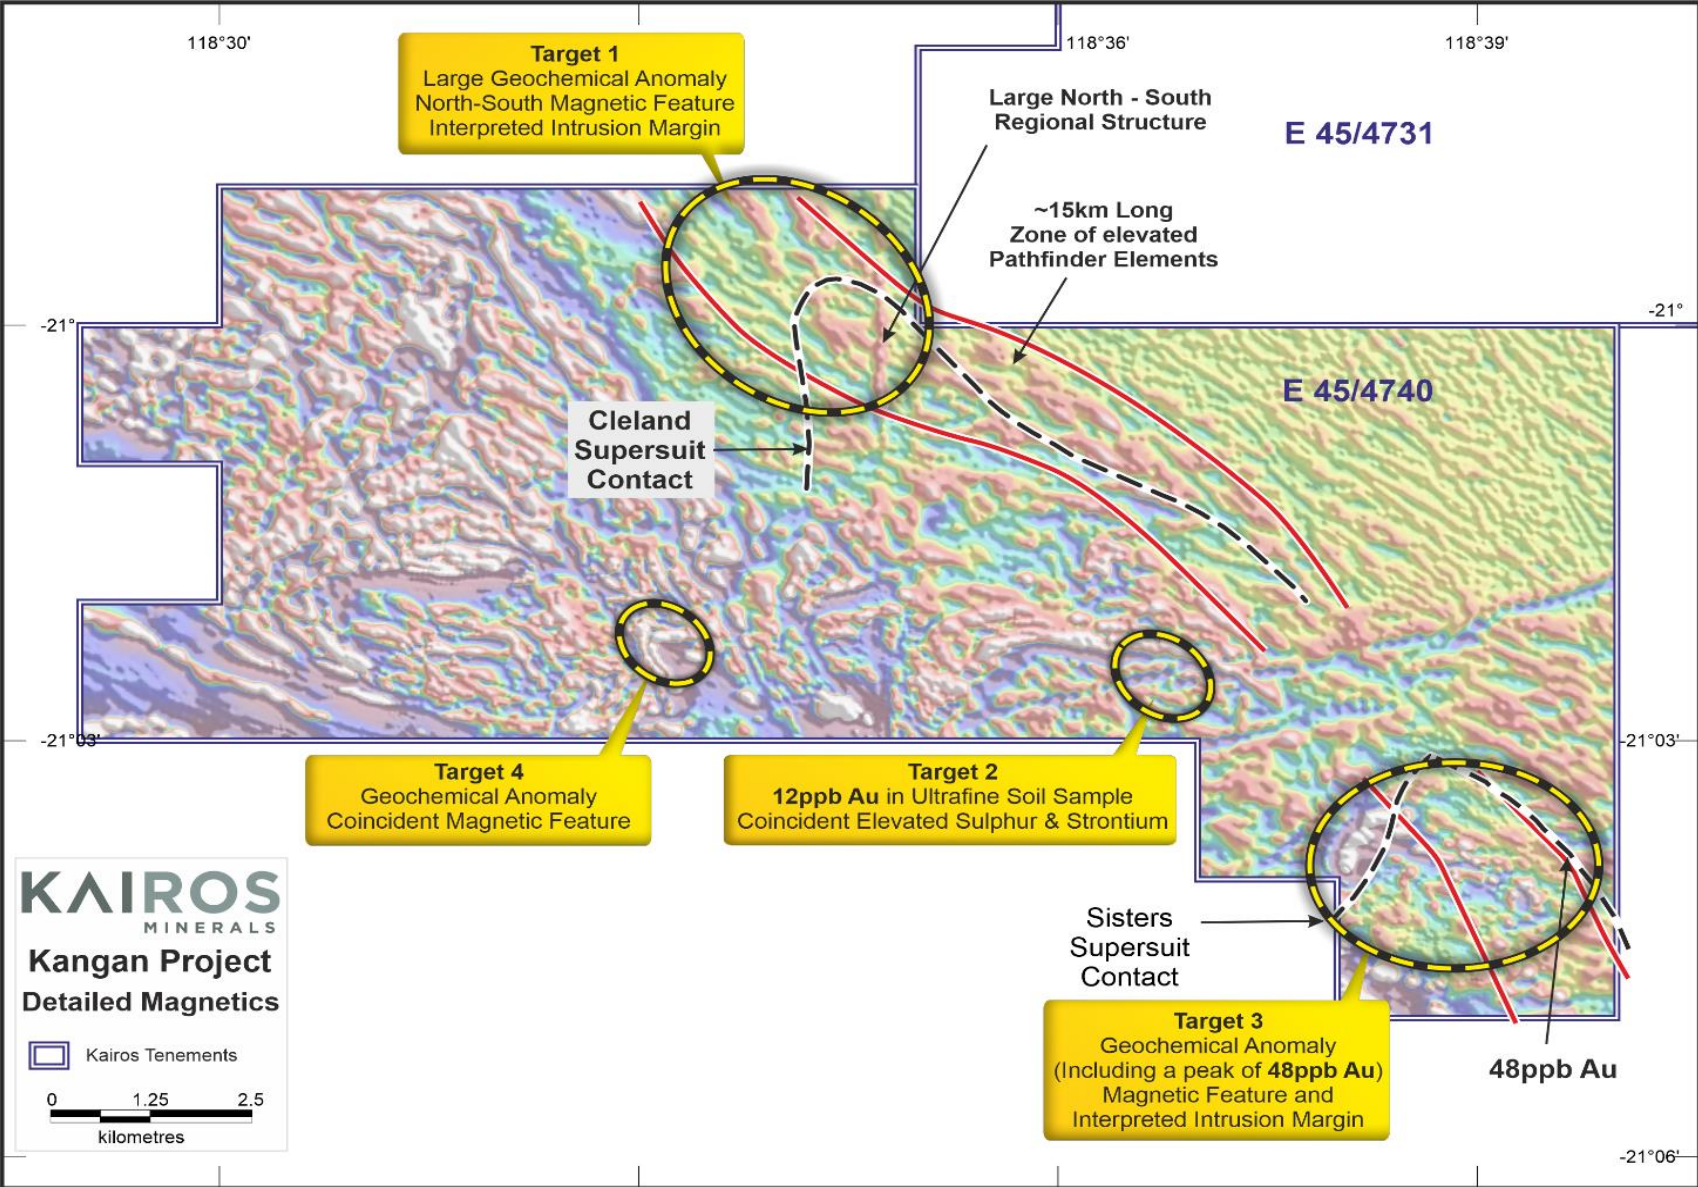 118°30'
118°36'
118°39'
Target 1
Large Geochemical Anomaly
North-South Magnetic Feature
Interpreted Intrusion Margin
Large North - South
Regional Structure
E 45/4731
~15km Long
Zone of elevated
Pathfinder Elements
-21°
-21°
E 45/4740
Cleland
Supersuit
Contact
-21°03'
-21°03'
Target 4
Geochemical Anomaly
Coincident Magnetic Feature
Target 2
12ppb Au in Ultrafine Soil Sample
Coincident Elevated Sulphur & Strontium
Sisters
Supersuit
Contact
Target 3
Geochemical Anomaly
(Including a peak of 48ppb Au)
Magnetic Feature and
Interpreted Intrusion Margin
48ppb Au
KAIROS
MINERALS
Kangan Project
Detailed Magnetics
Kairos Tenements
0 1.25 2.5
kilometres
-21°06'